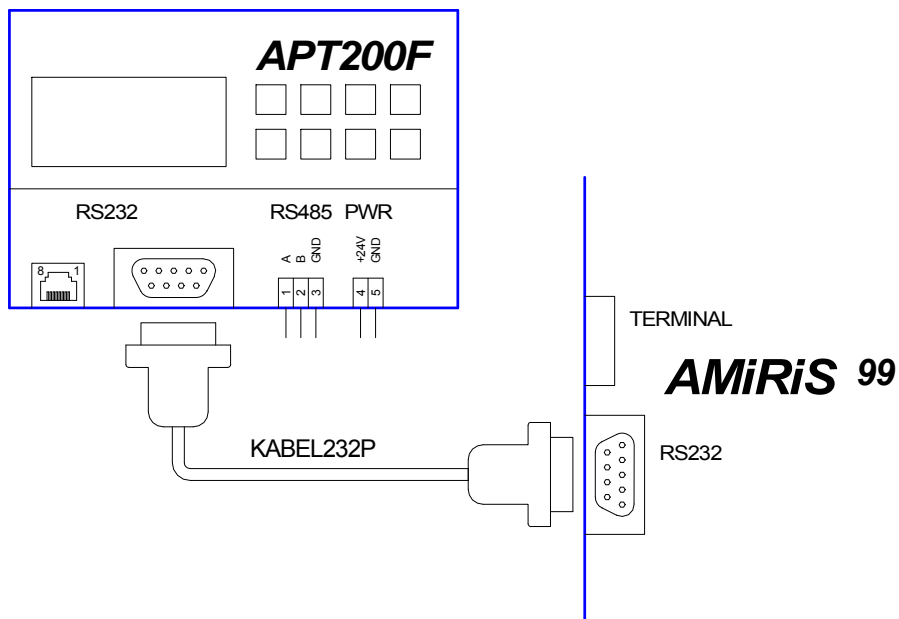 APT200F
RS232 RS485 PWR
A B GND +24V GND
8 1
1 2 3 4 5
TERMINAL
AMiRiS 99
KABEL232P
RS232